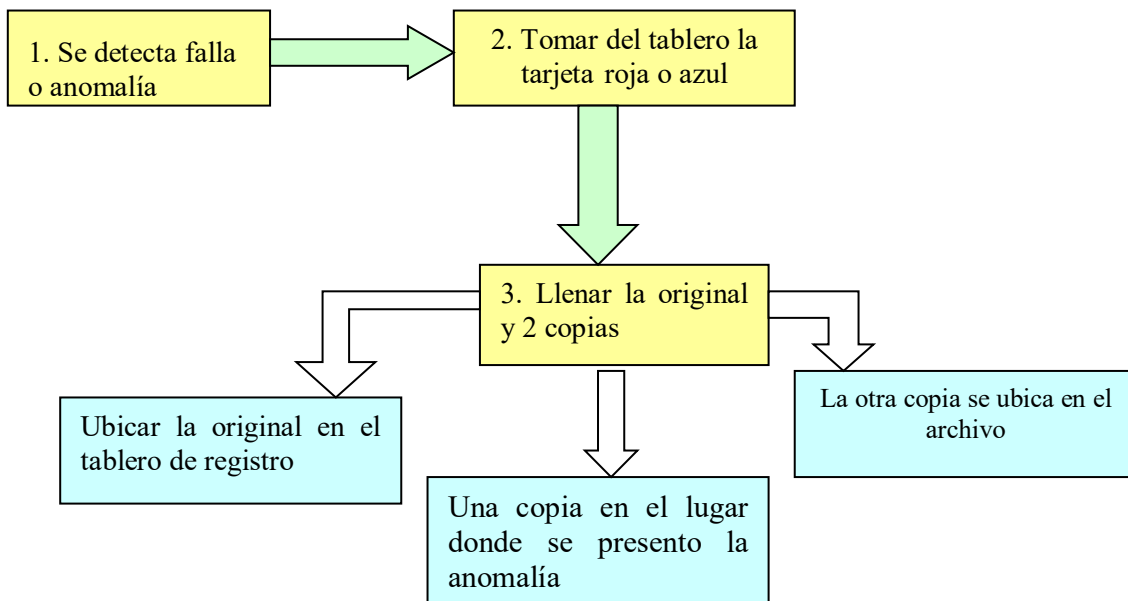 1. Se detecta falla
o anomalía
2. Tomar del tablero la
tarjeta roja o azul
3. Llenar la original
y 2 copias
Ubicar la original en el
tablero de registro
Una copia en el lugar
donde se presento la
anomalía
La otra copia se ubica en el
archivo